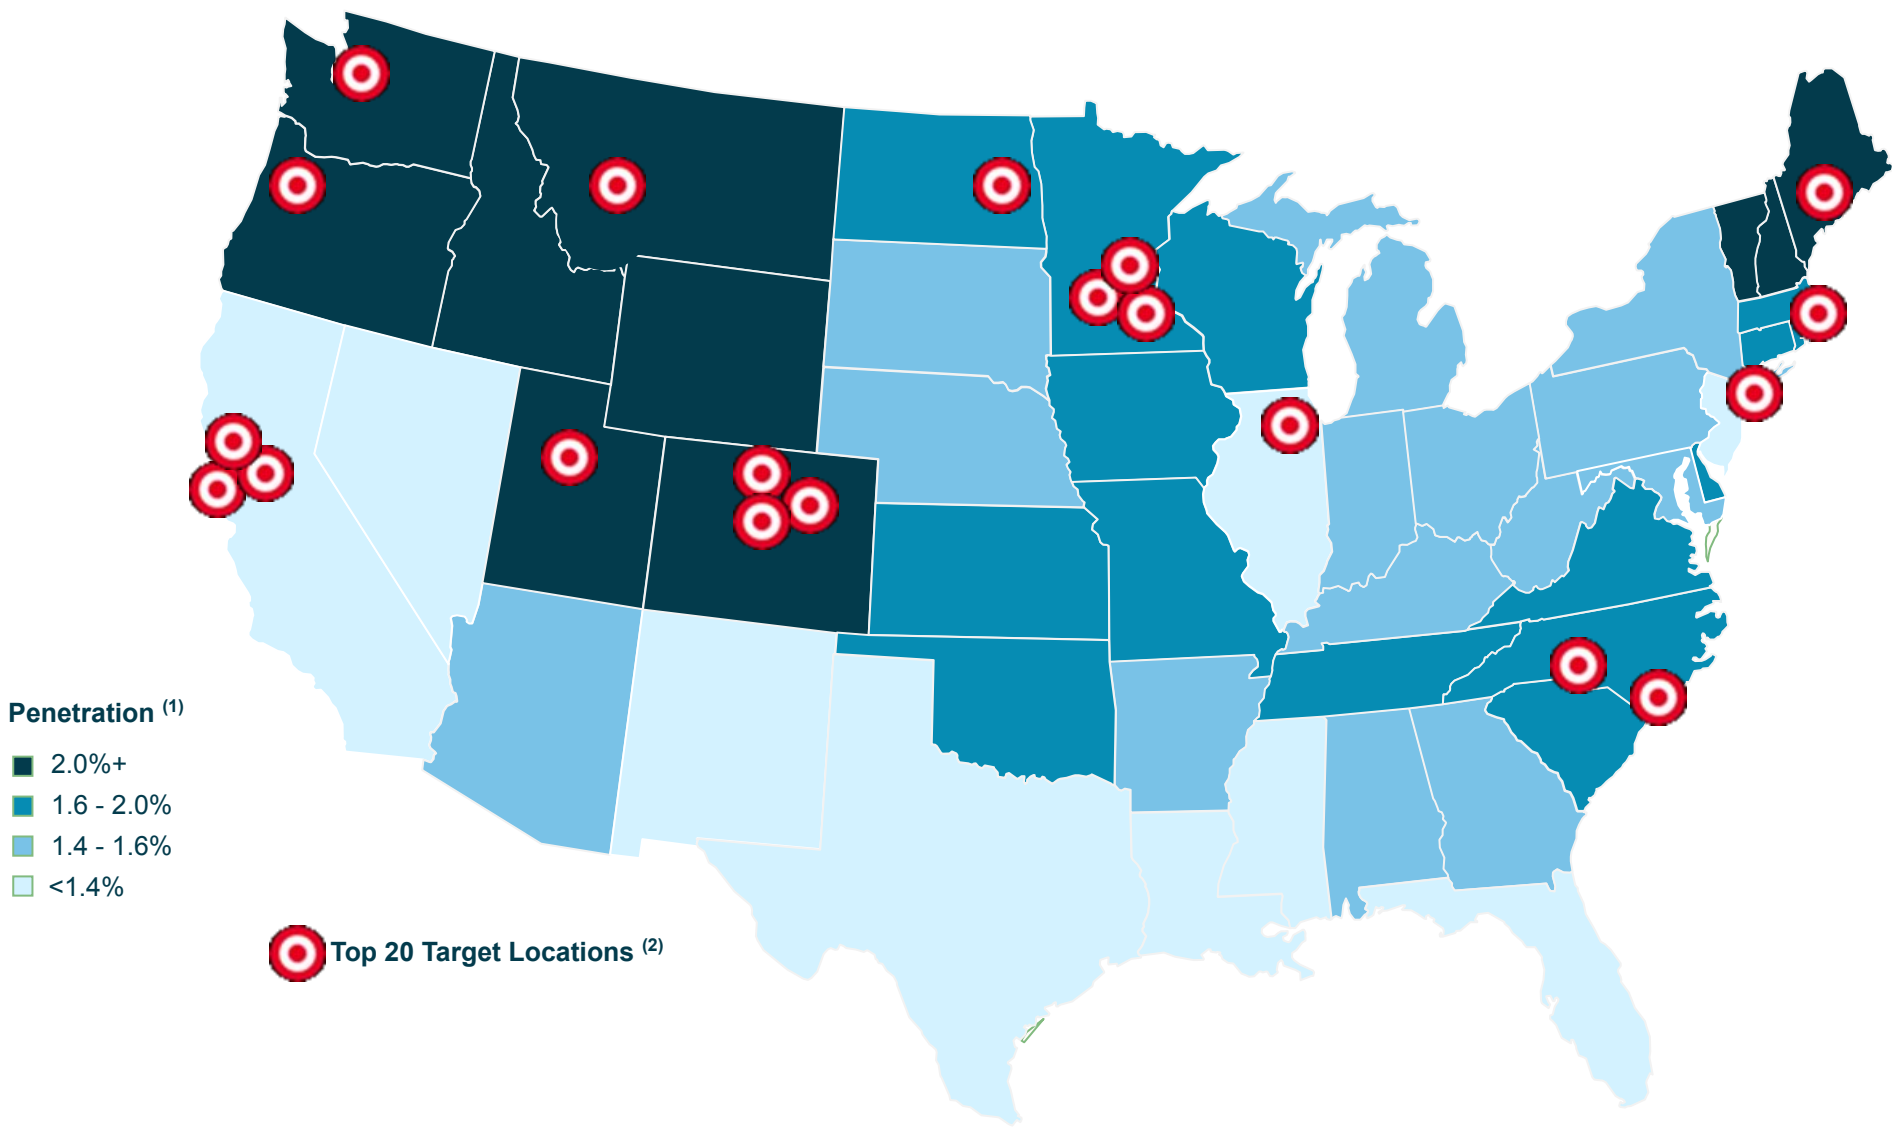 Penetration (1)
2.0%+
1.6 - 2.0%
1.4 - 1.6%
<1.4%
Top 20 Target Locations (2)